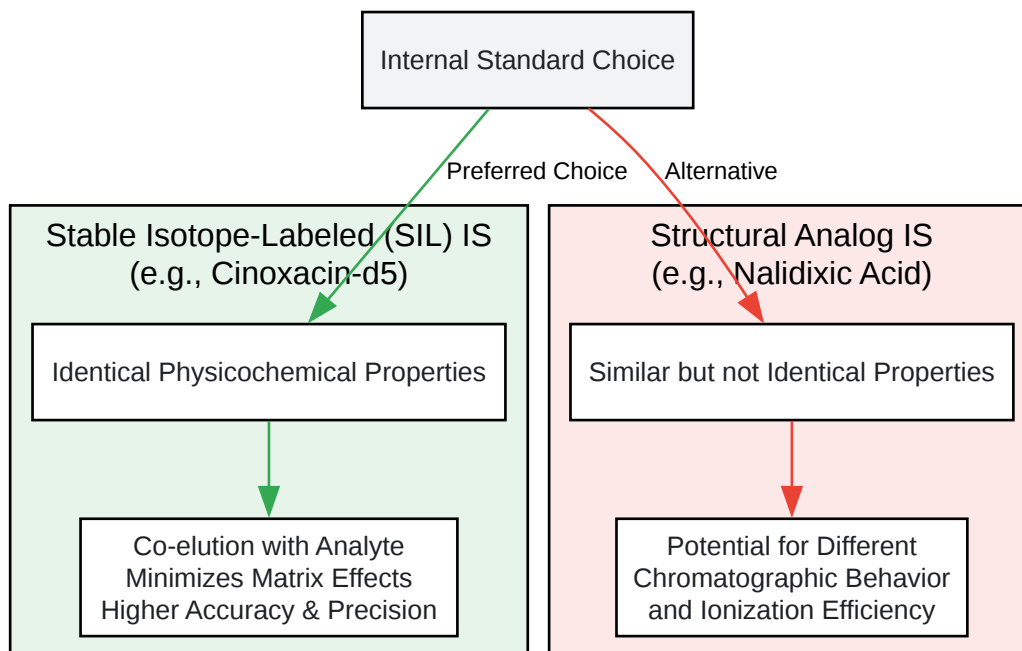 Internal Standard Choice
Preferred Choice
Alternative
Stable Isotope-Labeled (SIL) IS
(e.g., Cinoxacin-d5)
Identical Physicochemical Properties
Co-elution with Analyte
Minimizes Matrix Effects
Higher Accuracy & Precision
Structural Analog IS
(e.g., Nalidixic Acid)
Similar but not Identical Properties
Potential for Different
Chromatographic Behavior
and Ionization Efficiency